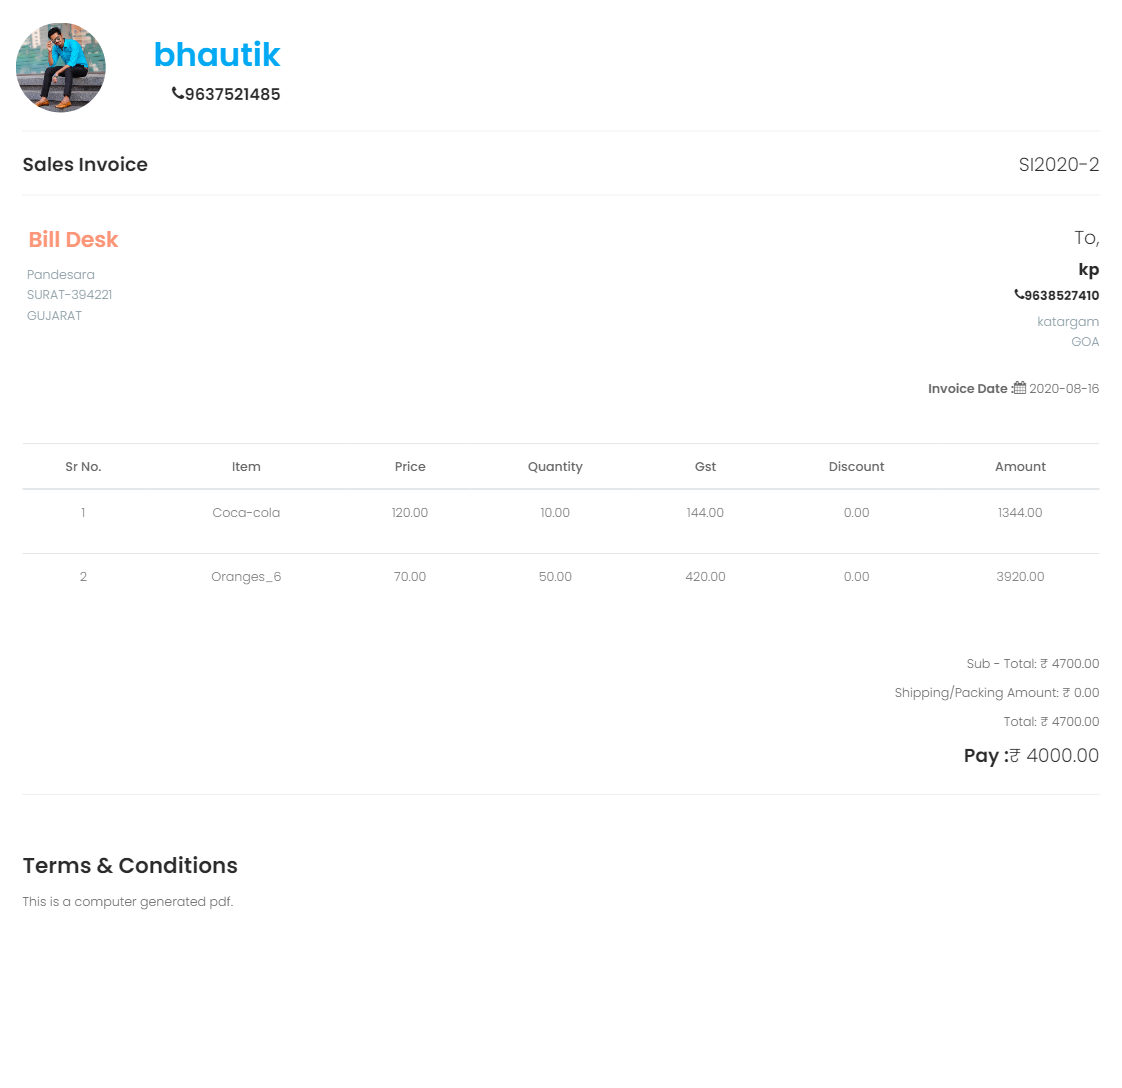 bhautik
9637521485
Sales Invoice SI2020-2
Bill Desk
Pandesara
SURAT-394221
GUJARAT
To,
kp
9638527410
katargam
GOA
Invoice Date : 2020-08-16
Sr No. Item Price Quantity Gst Discount Amount
1 Coca-cola 120.00 10.00 144.00 0.00 1344.00
2 Oranges_6 70.00 50.00 420.00 0.00 3920.00
Sub - Total: ₹ 4700.00
Shipping/Packing Amount: ₹ 0.00
Total: ₹ 4700.00
Pay :₹ 4000.00
Terms & Conditions
This is a computer generated pdf.